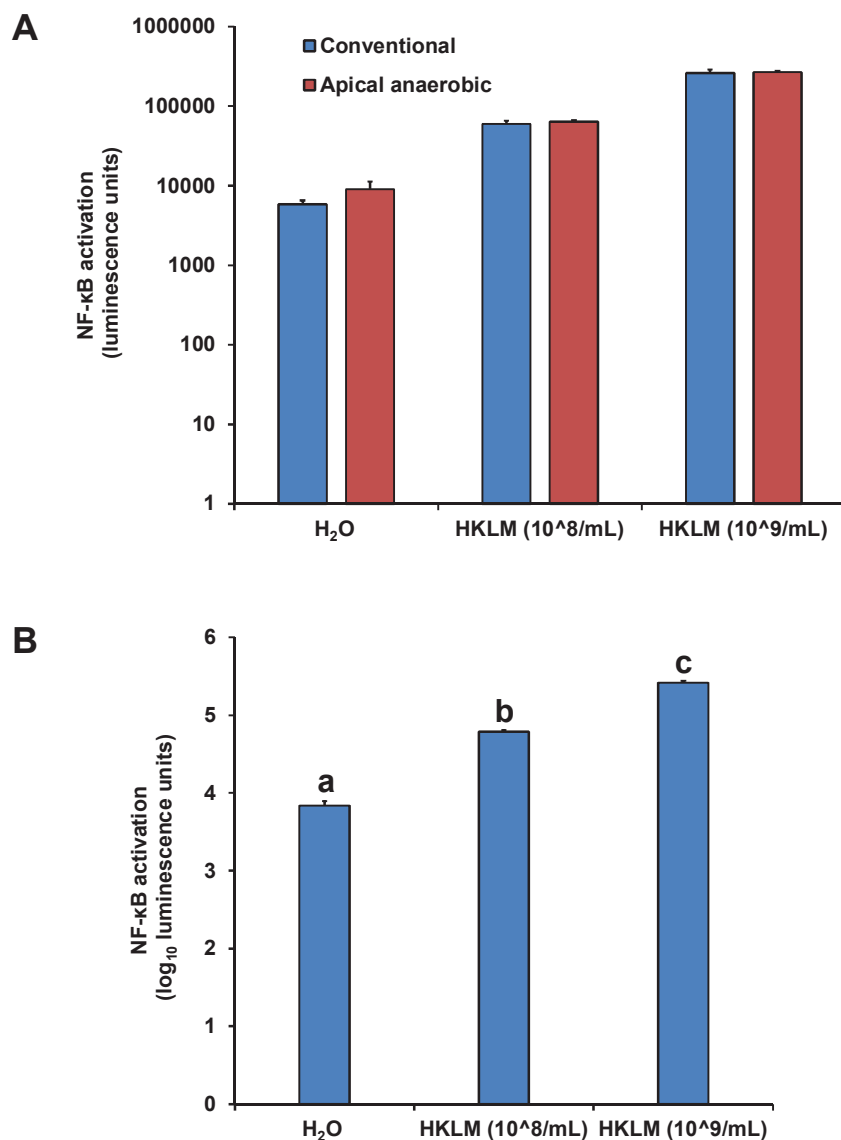 A
1000000
100000
10000
1000
100
10
1
NF-κB activation
(luminescence units)
Conventional
Apical anaerobic
H₂O
HKLM (10^8/mL)
HKLM (10^9/mL)
B
6
5
4
3
2
1
0
NF-κB activation
(log₁₀ luminescence units)
a
b
c
H₂O
HKLM (10^8/mL)
HKLM (10^9/mL)